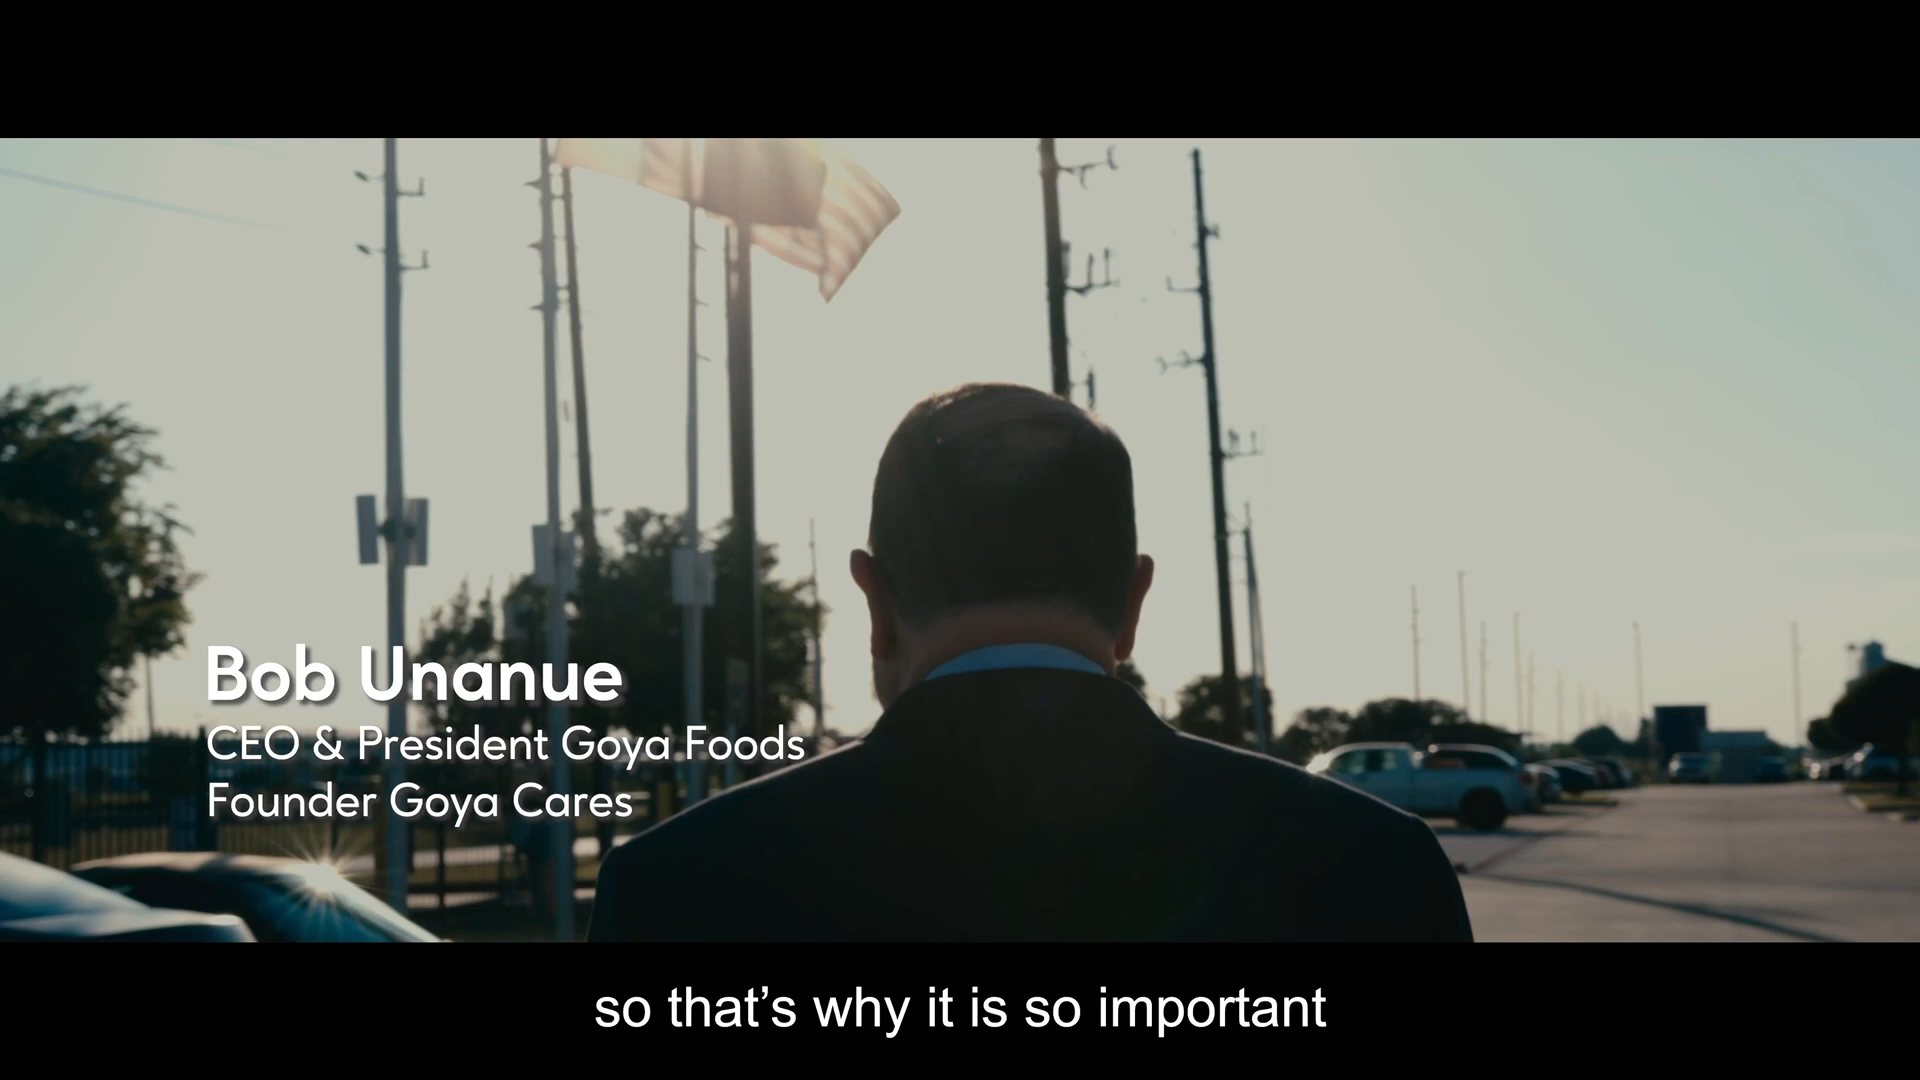 Bob Unanue
CEO & President Goya Foods
Founder Goya Cares
so that’s why it is so important